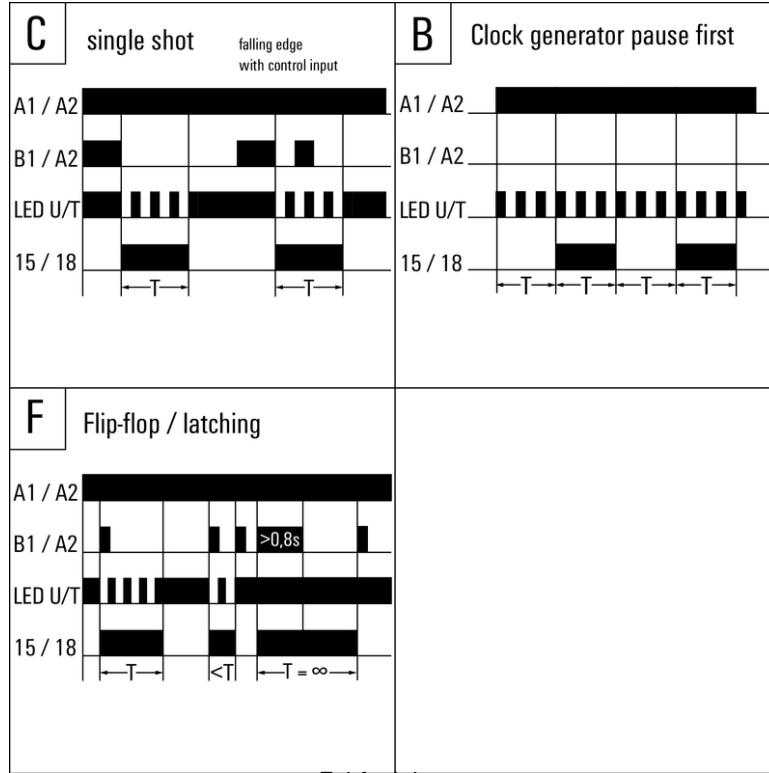 C
single shot
falling edge
with control input
A1 / A2
B1 / A2
LED U/T
15 / 18
T
T
B
Clock generator pause first
A1 / A2
B1 / A2
LED U/T
15 / 18
T
T
T
T
F
Flip-flop / latching
A1 / A2
B1 / A2
>0,8s
LED U/T
15 / 18
T
<T
T = ∞